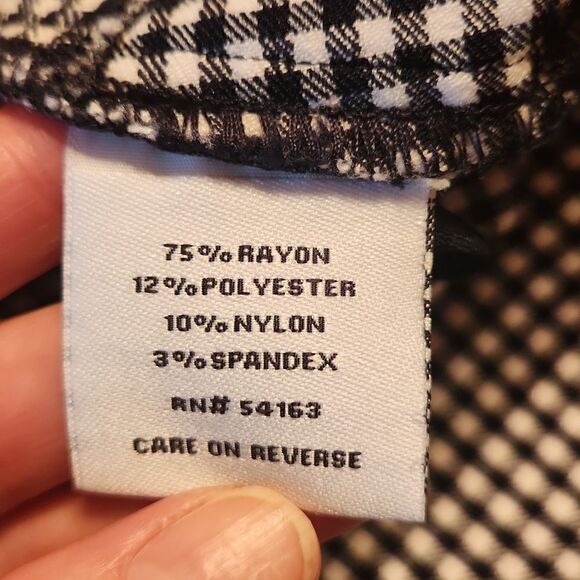 75% RAYON
12% POLYESTER
10% NYLON
3% SPANDEX
RN# 54163
CARE ON REVERSE